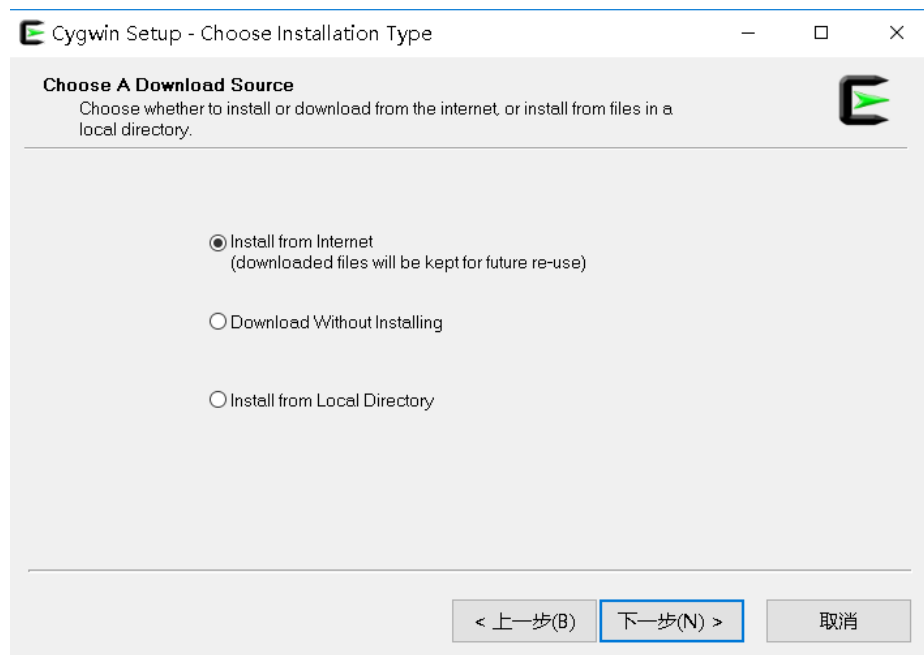 Cygwin Setup - Choose Installation Type
Choose A Download Source
Choose whether to install or download from the internet, or install from files in a
local directory.
Install from Internet
(downloaded files will be kept for future re-use)
Download Without Installing
Install from Local Directory
< 上一步(B)
下一步(N) >
取消